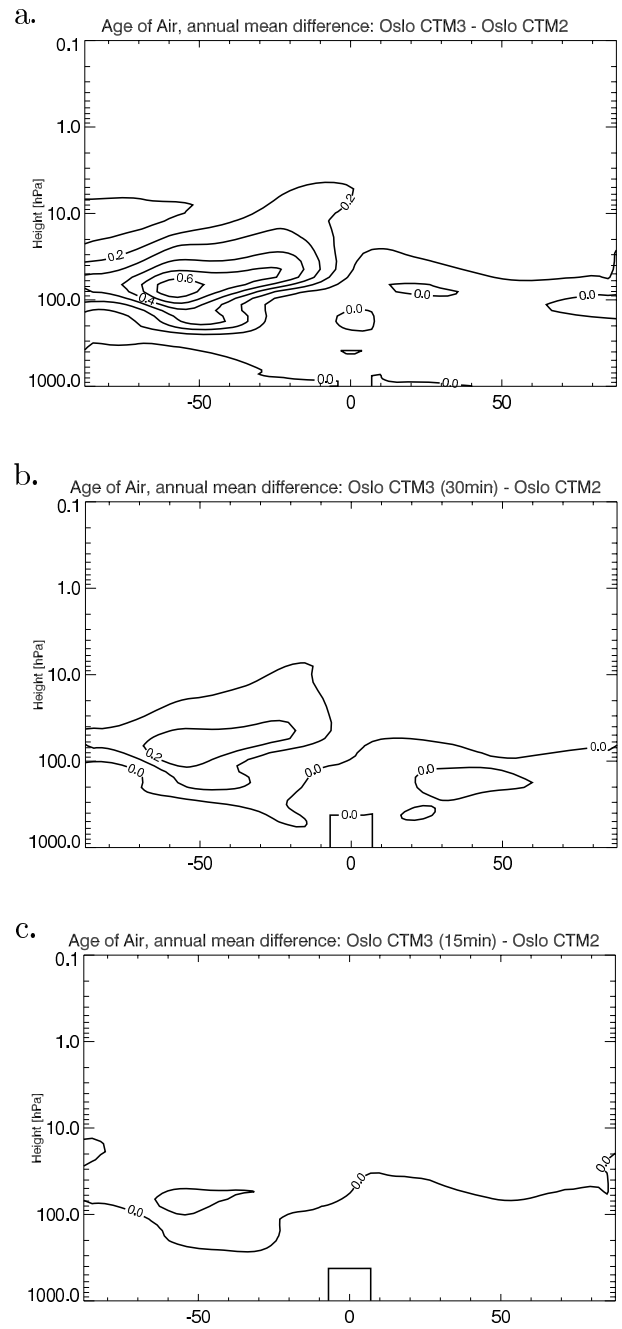 a.
Age of Air, annual mean difference: Oslo CTM3 - Oslo CTM2
0.1
1.0
10.0
100.0
1000.0
Height [hPa]
0.2
0.2
0.6
0.4
0.0
0.0
0.0
0.0
0.0
-50 0 50
b.
Age of Air, annual mean difference: Oslo CTM3 (30min) - Oslo CTM2
0.1
1.0
10.0
100.0
1000.0
Height [hPa]
0.2
0.0
0.0
0.0
0.0
0.0
-50 0 50
c.
Age of Air, annual mean difference: Oslo CTM3 (15min) - Oslo CTM2
0.1
1.0
10.0
100.0
1000.0
Height [hPa]
0.0
0.0
0.0
-50 0 50